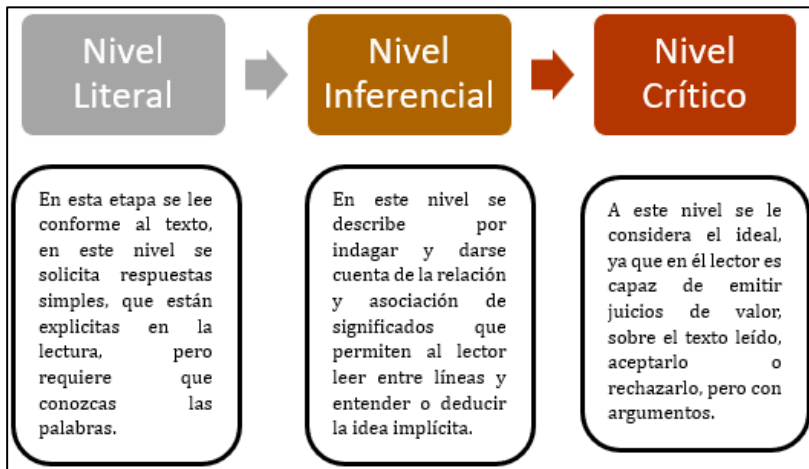 Nivel
Literal
Nivel
Inferencial
Nivel
Crítico
En esta etapa se lee
conforme al texto,
en este nivel se
solicita respuestas
simples, que están
explicitas en la
lectura, pero
requiere que
conozcas las
palabras.
En este nivel se
describe por
indagar y darse
cuenta de la relación
y asociación de
significados que
permiten al lector
leer entre líneas y
entender o deducir
la idea implícita.
A este nivel se le
considera el ideal,
ya que en él lector es
capaz de emitir
juicios de valor,
sobre el texto leído,
aceptarlo o
rechazarlo, pero con
argumentos.